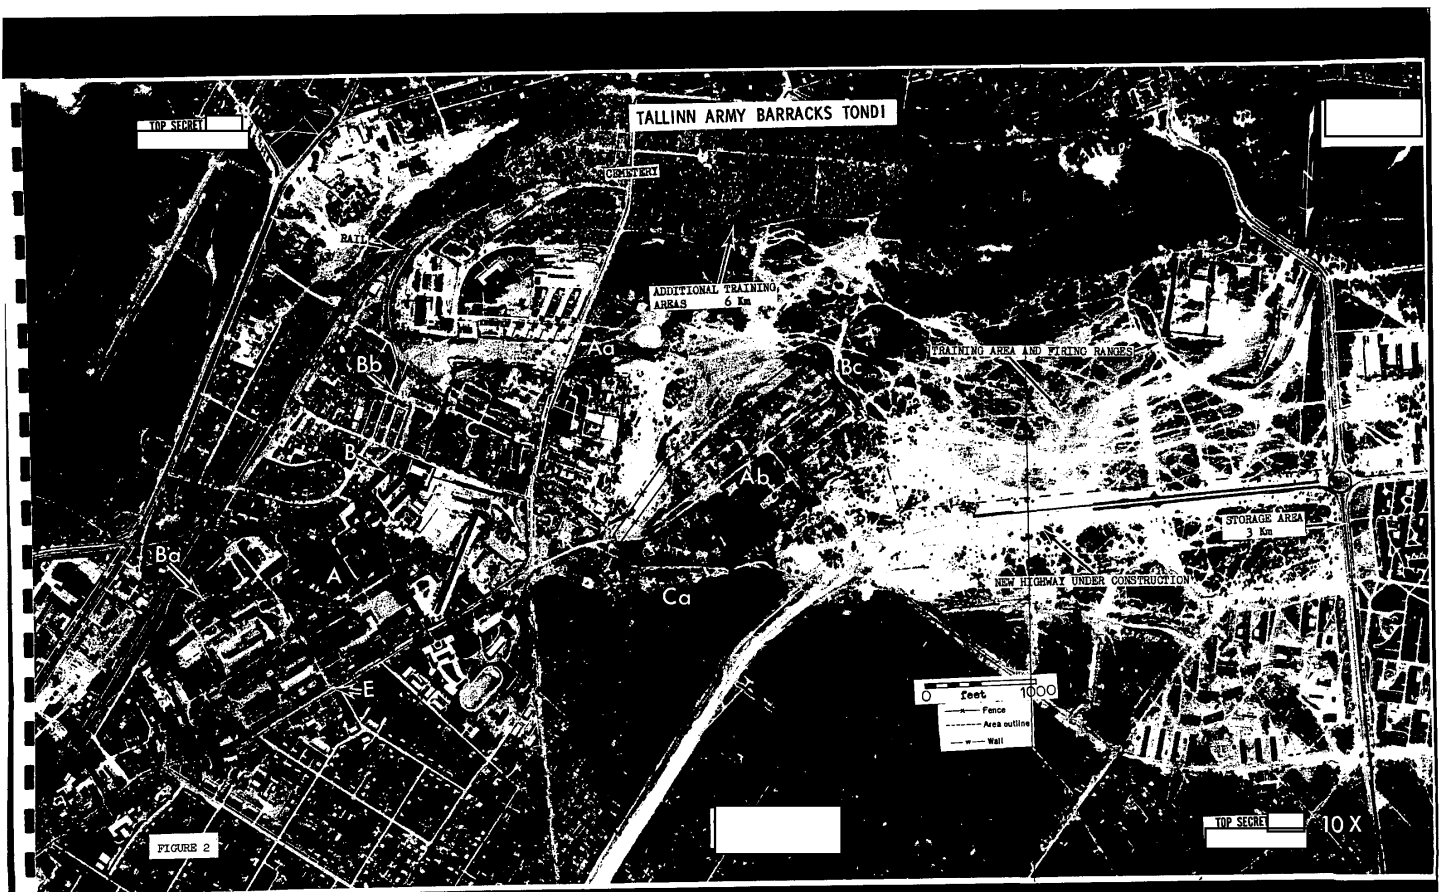 TALLINN ARMY BARRACKS TONDI
TOP SECRET
CEMETERY
RAIL
ADDITIONAL TRAINING
AREAS 6 Km
Aa
TRAINING AREA AND FIRING RANGES
Bb
Bc
C
B
Ab
STORAGE AREA
3 Km
Ba
A
NEW HIGHWAY UNDER CONSTRUCTION
Ca
E
0 feet 1000
Fence
Area outline
w Wall
TOP SECRET
10 X
FIGURE 2